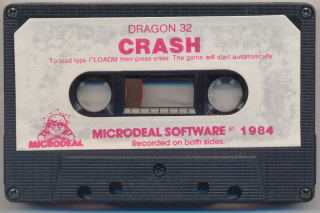 DRAGON 32
CRASH
To load type CLOADM then press enter. The game will start automatically
MICRODEAL
MICRODEAL SOFTWARE © 1984
Recorded on both sides.